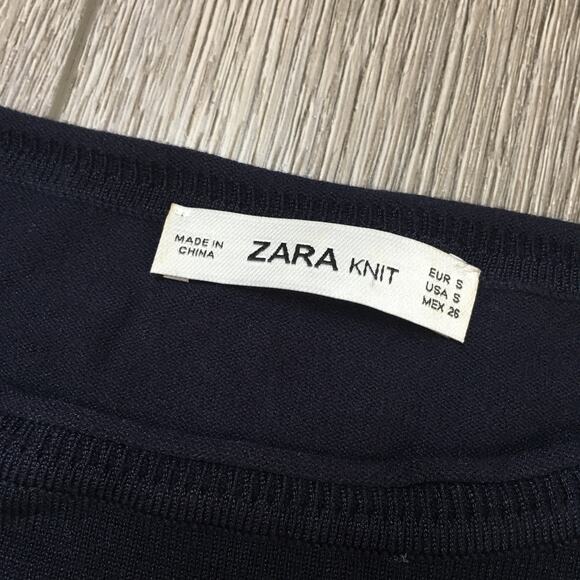 MADE IN
CHINA
ZARA KNIT
EUR S
USA S
MEX 26